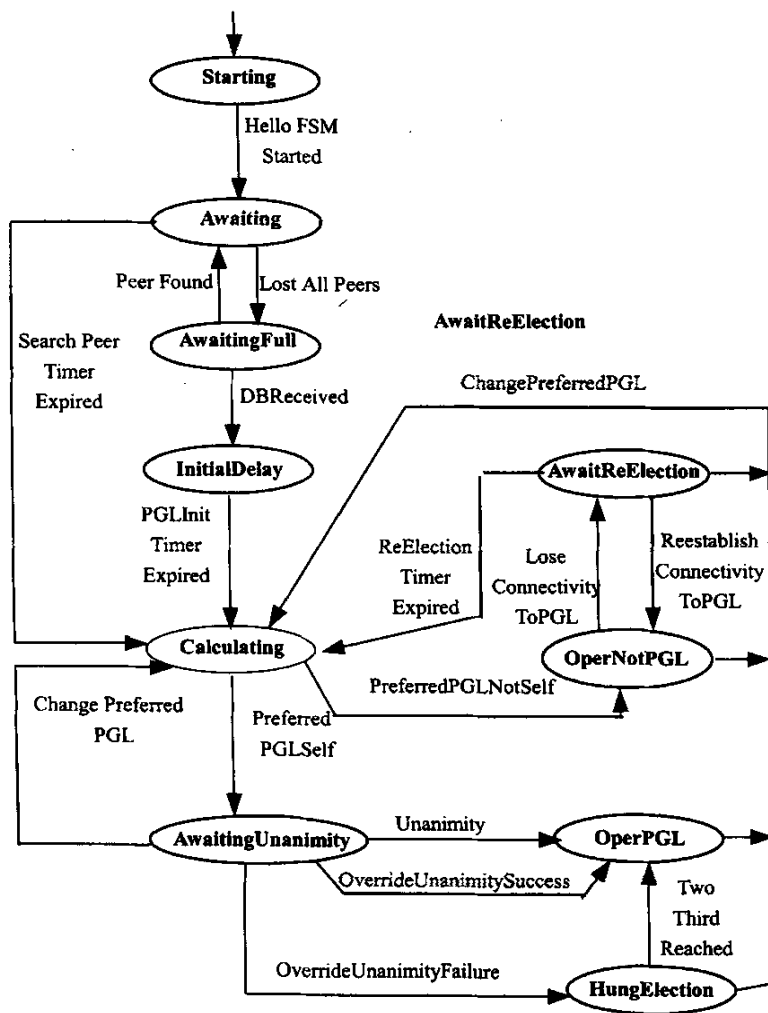 Starting
Hello FSM
Started
Awaiting
Peer Found
Lost All Peers
AwaitingFull
AwaitReElection
Search Peer
Timer
Expired
DBReceived
ChangePreferredPGL
InitialDelay
AwaitReElection
PGLInit
Timer
Expired
ReElection
Timer
Expired
Lose
Connectivity
ToPGL
Reestablish
Connectivity
ToPGL
Calculating
OperNotPGL
Change Preferred
PGL
PreferredPGLNotSelf
Preferred
PGLSelf
AwaitingUnanimity
Unanimity
OperPGL
OverrideUnanimitySuccess
Two
Third
Reached
OverrideUnanimityFailure
HungElection